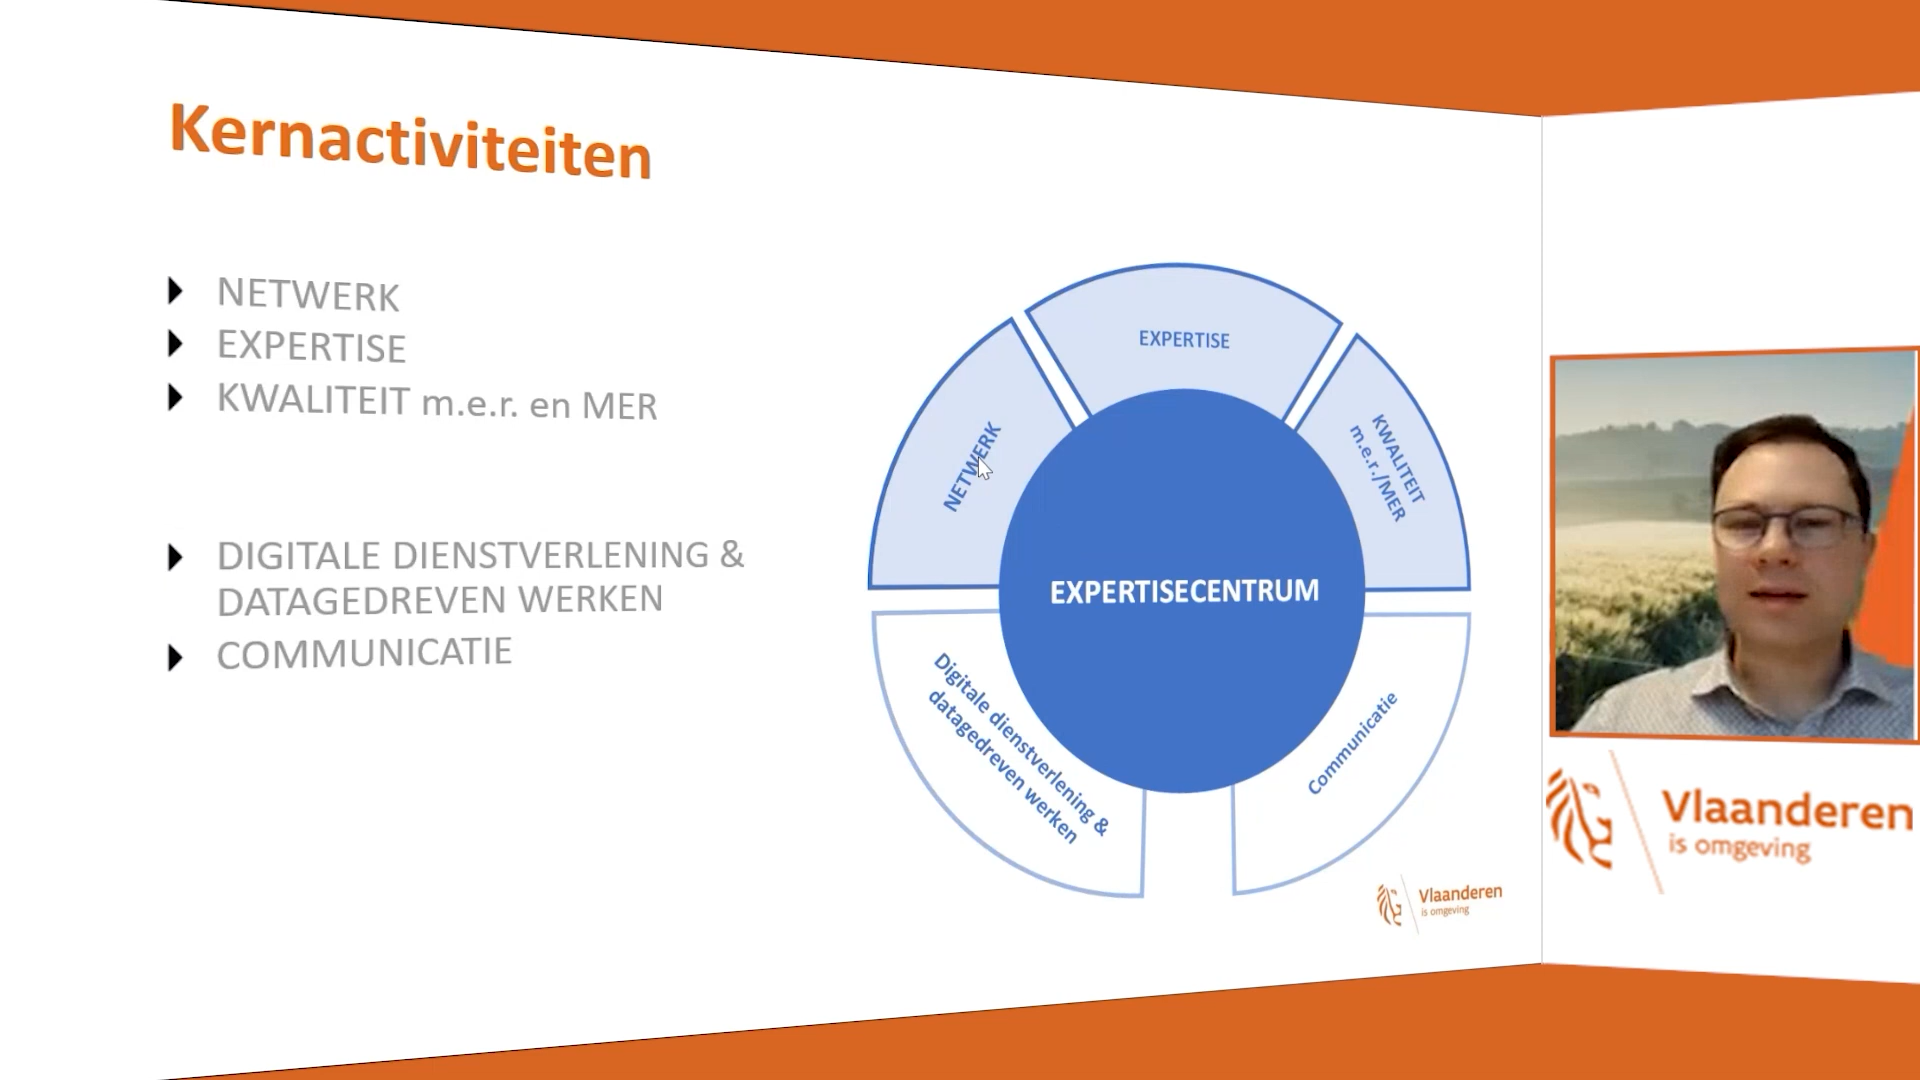 Kernactiviteiten
NETWERK
EXPERTISE
KWALITEIT m.e.r. en MER
DIGITALE DIENSTVERLENING &
DATAGEDREVEN WERKEN
COMMUNICATIE
EXPERTISE
NETWERK
KWALITEIT
m.e.r./MER
EXPERTISECENTRUM
Digitale dienstverlening &
datagedreven werken
Communicatie
Vlaanderen
is omgeving
Vlaanderen
is omgeving